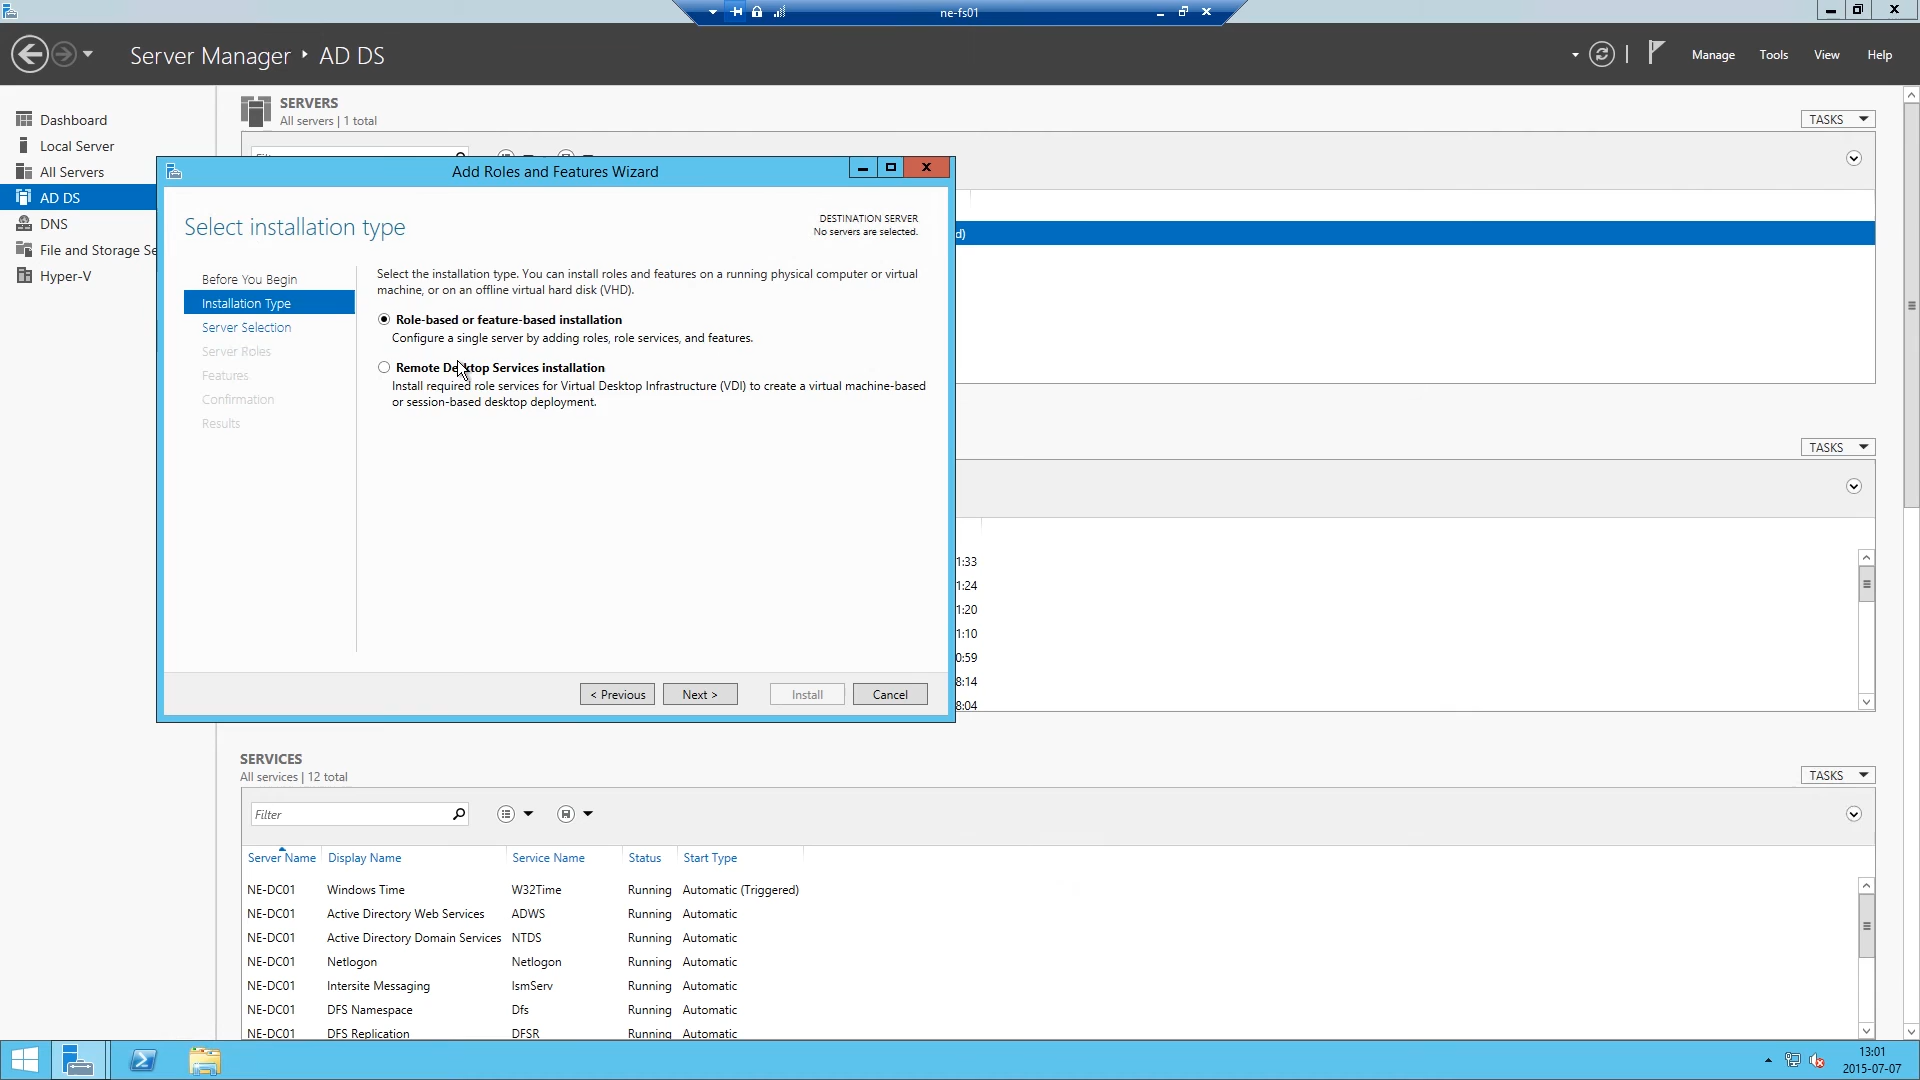 ne-fs01
Server Manager ‣ AD DS
Manage
Tools
View
Help
Dashboard
Local Server
All Servers
AD DS
DNS
File and Storage Se
Hyper-V
SERVERS
All servers | 1 total
TASKS
Add Roles and Features Wizard
Select installation type
DESTINATION SERVER
No servers are selected.
Before You Begin
Installation Type
Server Selection
Server Roles
Features
Confirmation
Results
Select the installation type. You can install roles and features on a running physical computer or virtual
machine, or on an offline virtual hard disk (VHD).
Role-based or feature-based installation
Configure a single server by adding roles, role services, and features.
Remote Desktop Services installation
Install required role services for Virtual Desktop Infrastructure (VDI) to create a virtual machine-based
or session-based desktop deployment.
< Previous
Next >
Install
Cancel
d)
TASKS
1:33
1:24
1:20
1:10
0:59
8:14
8:04
SERVICES
All services | 12 total
TASKS
Filter
Server Name Display Name Service Name Status Start Type
NE-DC01 Windows Time W32Time Running Automatic (Triggered)
NE-DC01 Active Directory Web Services ADWS Running Automatic
NE-DC01 Active Directory Domain Services NTDS Running Automatic
NE-DC01 Netlogon Netlogon Running Automatic
NE-DC01 Intersite Messaging IsmServ Running Automatic
NE-DC01 DFS Namespace Dfs Running Automatic
NE-DC01 DFS Replication DFSR Running Automatic
13:01
2015-07-07